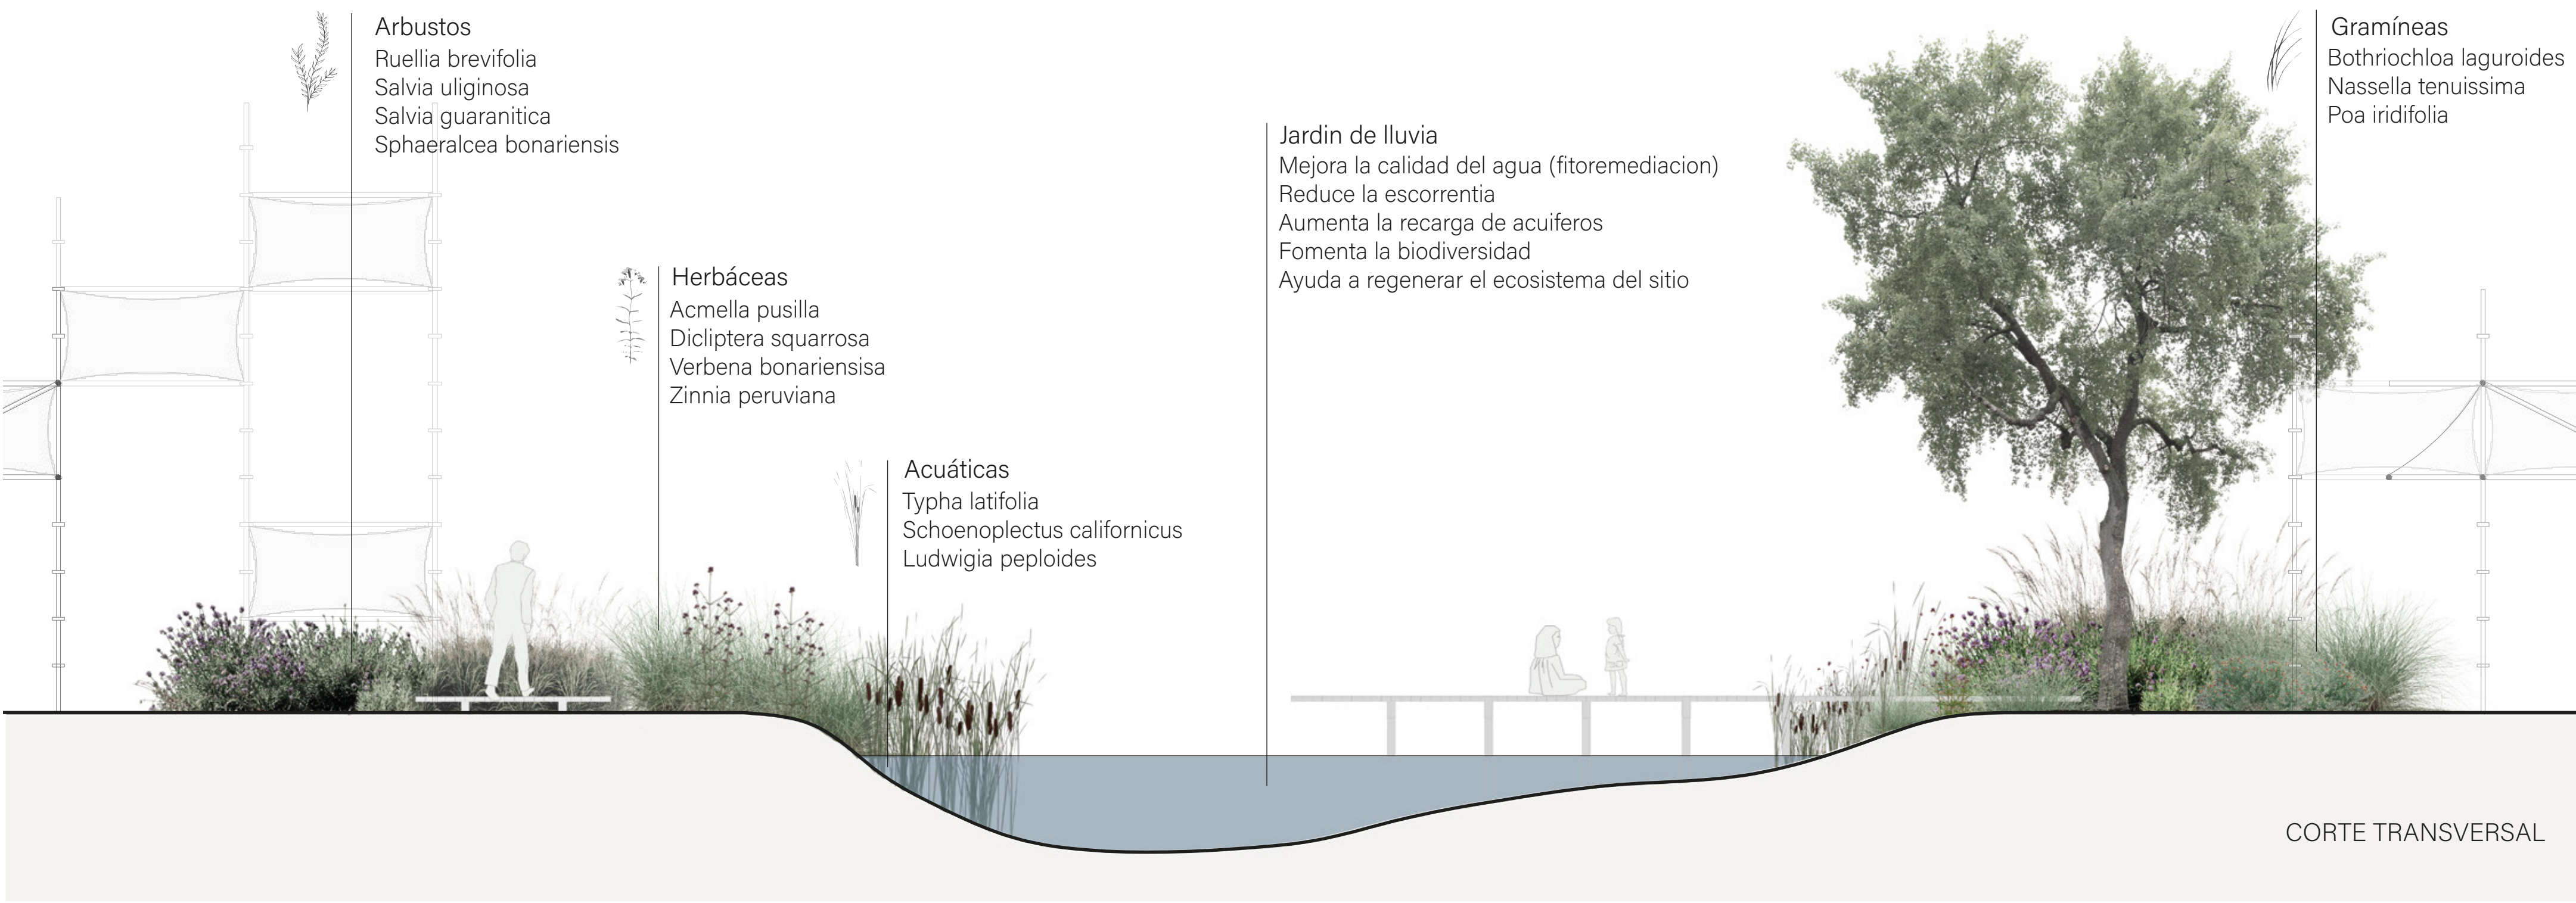 Arbustos
Ruellia brevifolia
Salvia uliginosa
Salvia guaranitica
Sphaeralcea bonariensis
Herbáceas
Acmella pusilla
Dicliptera squarrosa
Verbena bonariensisa
Zinnia peruviana
Acuáticas
Typha latifolia
Schoenoplectus californicus
Ludwigia peploides
Jardin de lluvia
Mejora la calidad del agua (fitoremediacion)
Reduce la escorrentia
Aumenta la recarga de acuiferos
Fomenta la biodiversidad
Ayuda a regenerar el ecosistema del sitio
Gramíneas
Bothriochloa laguroides
Nassella tenuissima
Poa iridifolia
CORTE TRANSVERSAL